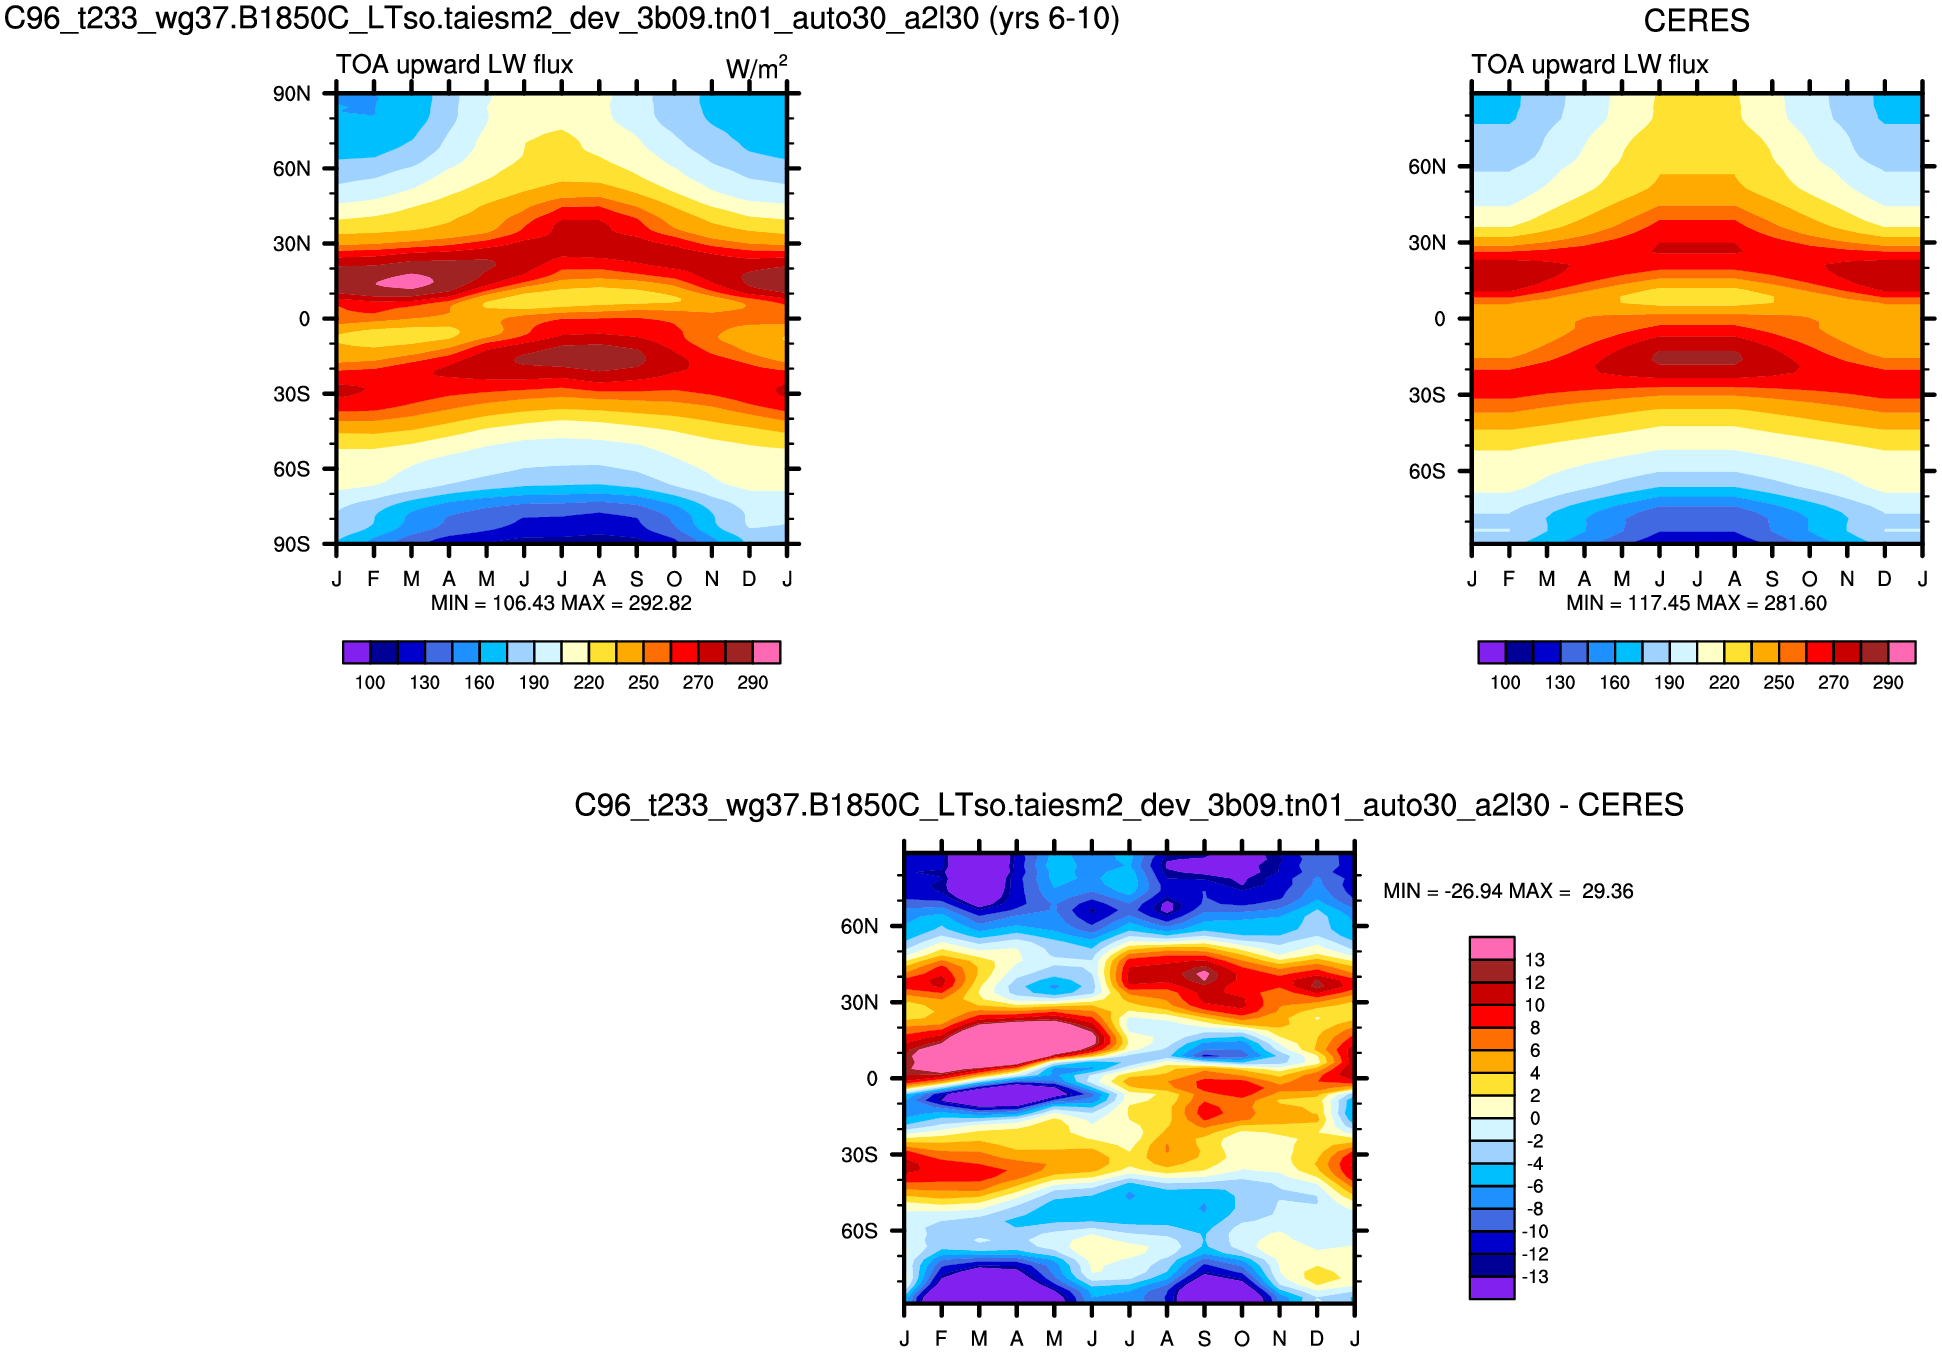 C96_t233_wg37.B1850C_LTso.taiesm2_dev_3b09.tn01_auto30_a2l30 (yrs 6-10)
CERES
TOA upward LW flux W/m2
TOA upward LW flux
90N
60N
30N
0
30S
60S
90S
J F M A M J J A S O N D J
MIN = 106.43 MAX = 292.82
100 130 160 190 220 250 270 290
60N
30N
0
30S
60S
J F M A M J J A S O N D J
MIN = 117.45 MAX = 281.60
100 130 160 190 220 250 270 290
C96_t233_wg37.B1850C_LTso.taiesm2_dev_3b09.tn01_auto30_a2l30 - CERES
60N
30N
0
30S
60S
J F M A M J J A S O N D J
MIN = -26.94 MAX = 29.36
13
12
10
8
6
4
2
0
-2
-4
-6
-8
-10
-12
-13